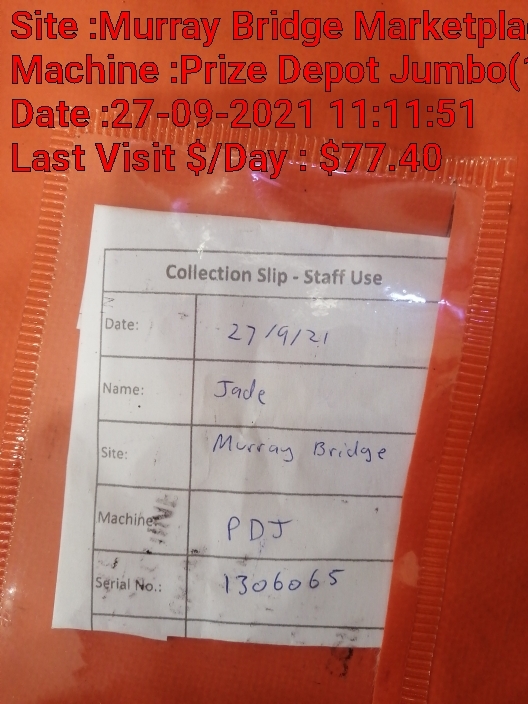 Site :Murray Bridge Marketpla
Machine :Prize Depot Jumbo(
Date :27-09-2021 11:11:51
Last Visit $/Day : $77.40
Collection Slip - Staff Use
Date: 27/9/21
Name: Jade
Site: Murray Bridge
Machine: PDJ
Serial No.: 1306065